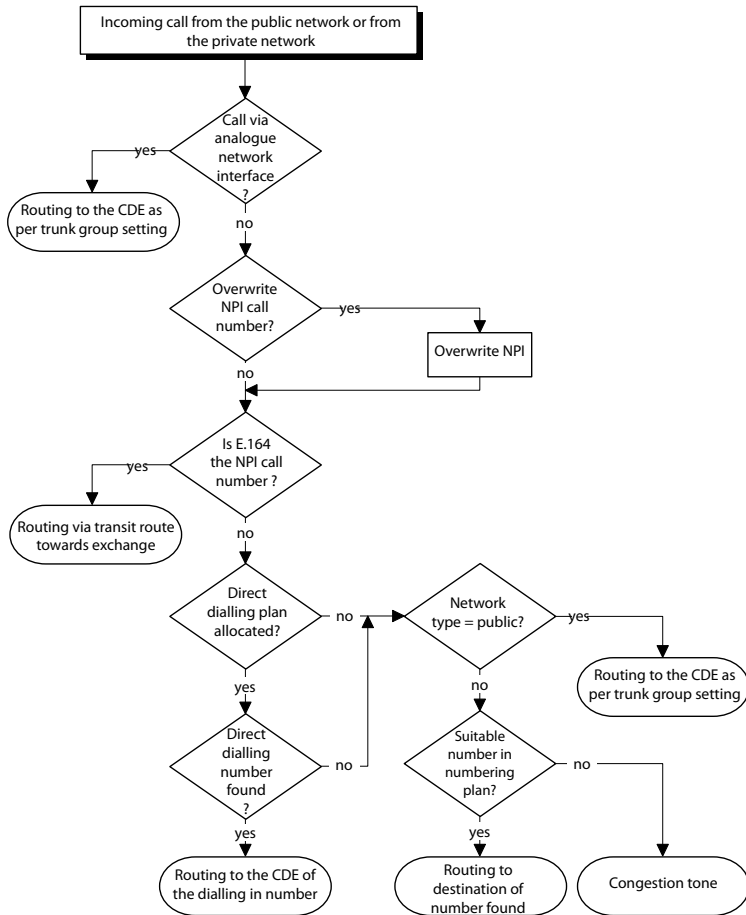 Incoming call from the public network or from
the private network
Call via
analogue
network
interface
?
yes
Routing to the CDE as
per trunk group setting
no
Overwrite
NPI call
number?
yes
Overwrite NPI
no
Is E.164
the NPI call
number ?
yes
Routing via transit route
towards exchange
no
Direct
dialling plan
allocated?
no
Network
type = public?
yes
Routing to the CDE as
per trunk group setting
yes
no
Direct
dialling
number
found
?
no
Suitable
number in
numbering
plan?
no
yes
yes
Routing to the CDE of
the dialling in number
Routing to
destination of
number found
Congestion tone